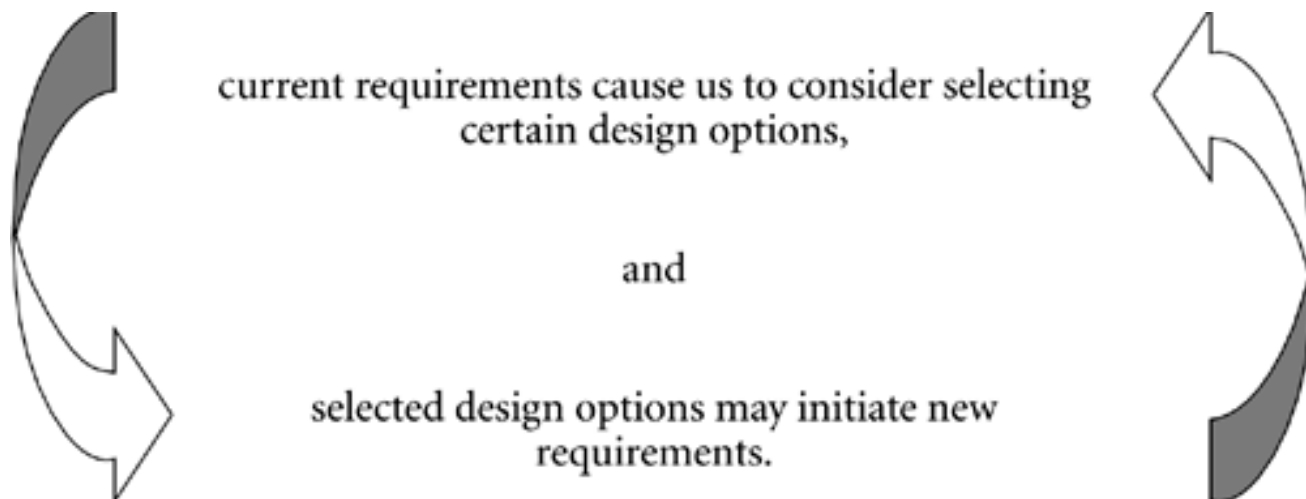 current requirements cause us to consider selecting
certain design options,
and
selected design options may initiate new
requirements.